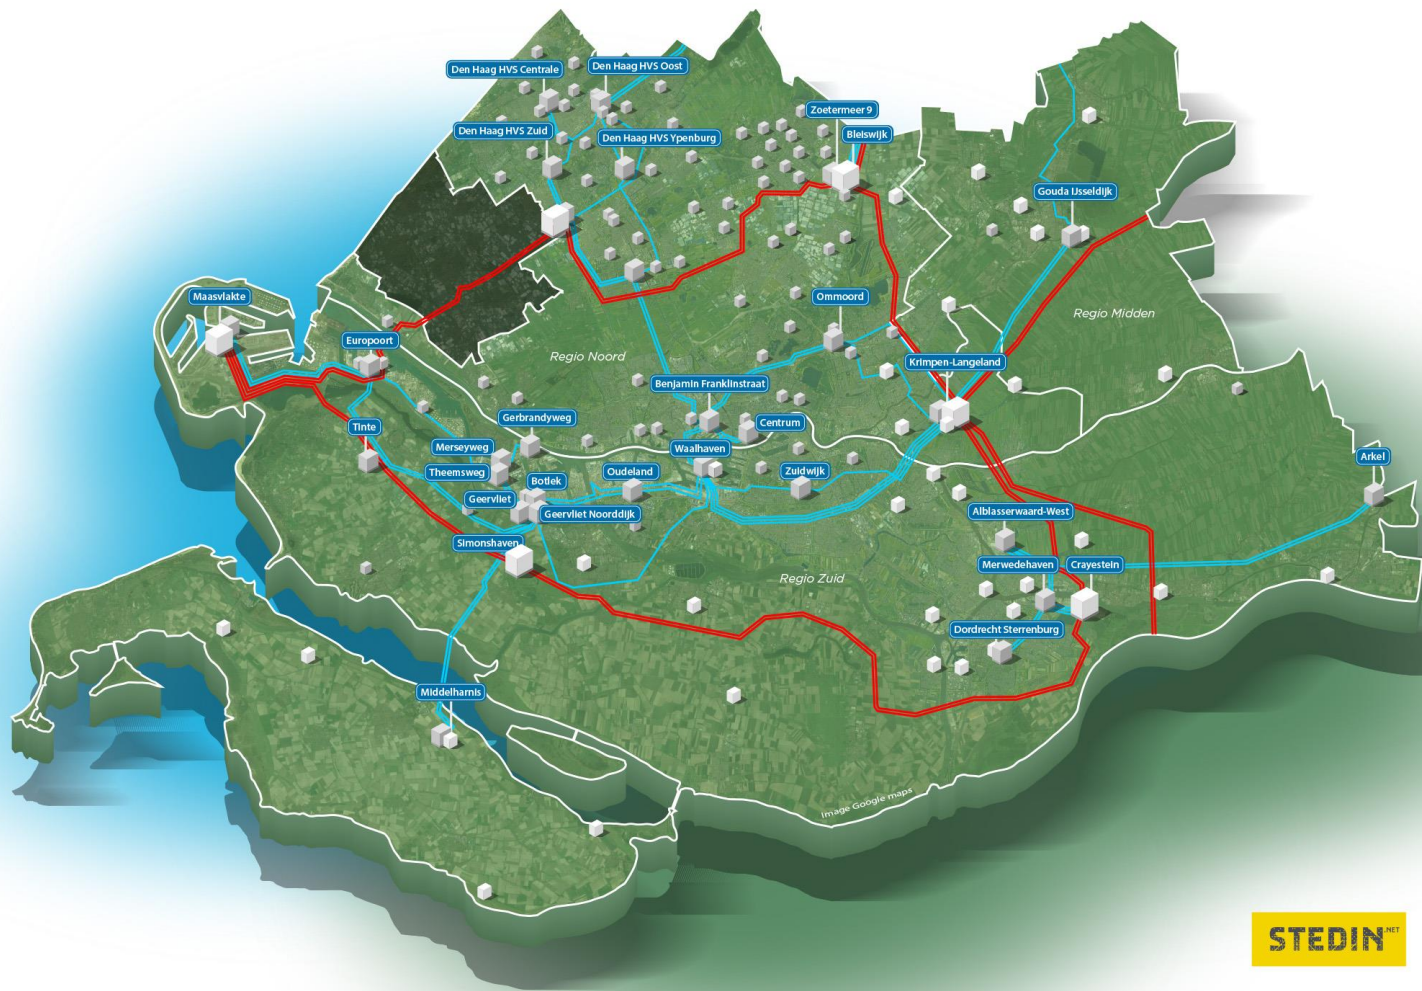 Den Haag HVS Centrale
Den Haag HVS Oost
Zoetermeer 9
Den Haag HVS Zuid
Den Haag HVS Ypenburg
Bleiswijk
Gouda IJsseldijk
Maasvlakte
Ommoord
Regio Midden
Europoort
Regio Noord
Krimpen-Langeland
Benjamin Franklinstraat
Gerbrandyweg
Centrum
Tinte
Merseyweg
Waalhaven
Arkel
Theemsweg
Oudeland
Zuidwijk
Botlek
Geervliet
Geervliet Noorddijk
Alblasserwaard-West
Simonshaven
Merwedehaven
Crayestein
Regio Zuid
Dordrecht Sterrenburg
Middelharnis
Image Google maps
STEDIN.NET